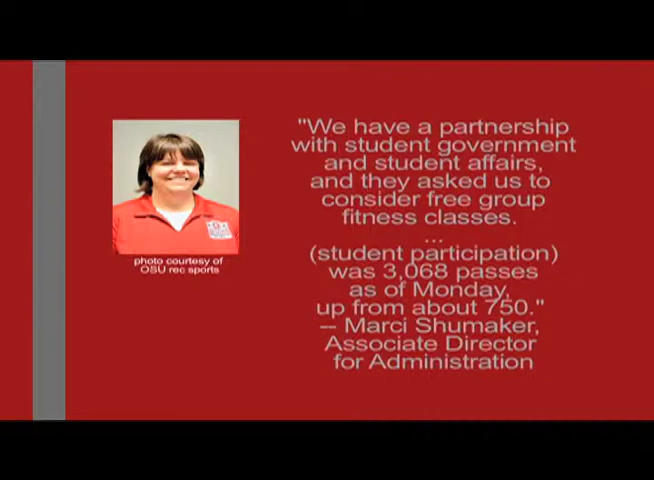 "We have a partnership
with student government
and student affairs,
and they asked us to
consider free group
fitness classes.
...
(student participation)
was 3,068 passes
as of Monday,
up from about 750."
-- Marci Shumaker,
Associate Director
for Administration
photo courtesy of
OSU rec sports